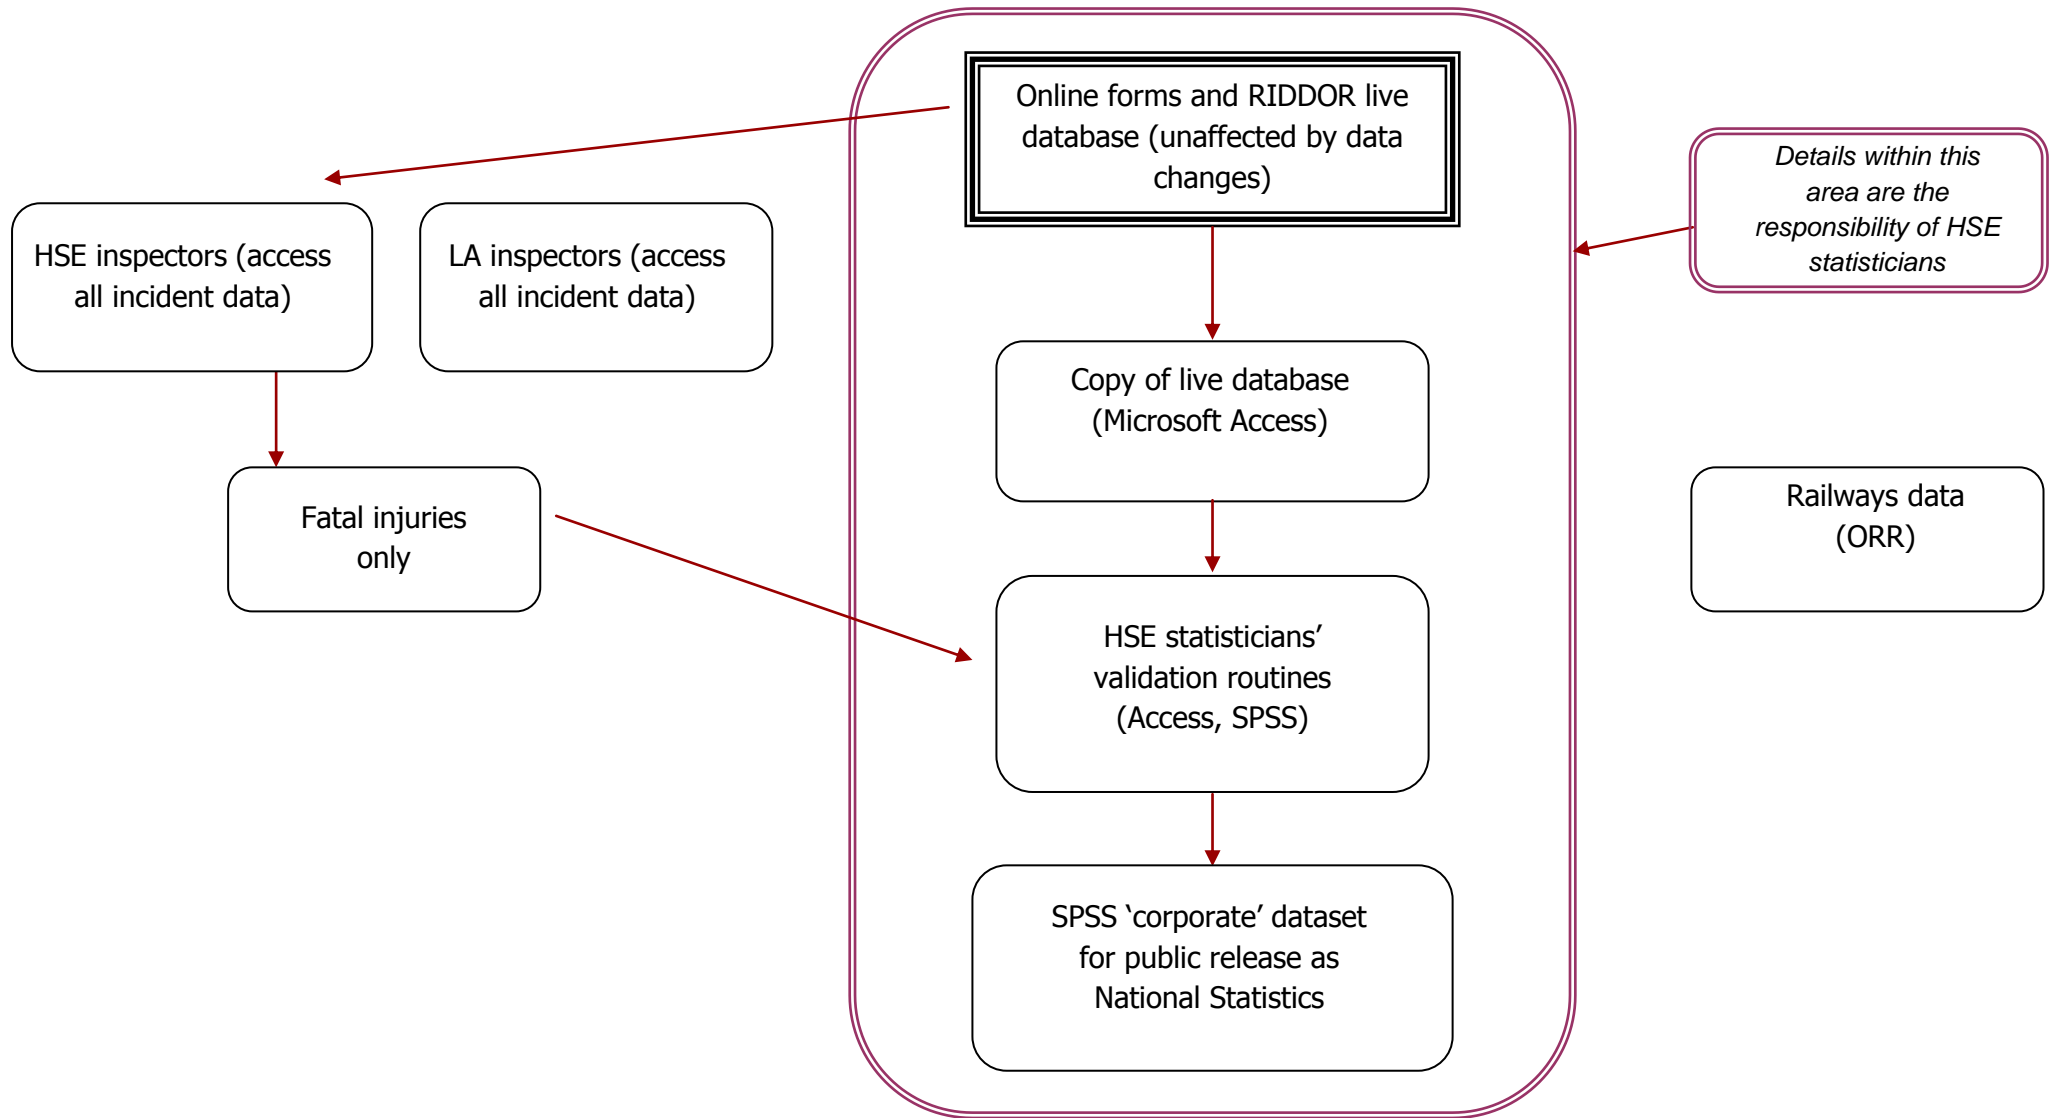 Online forms and RIDDOR live
database (unaffected by data
changes)
Details within this
area are the
responsibility of HSE
statisticians
HSE inspectors (access
all incident data)
LA inspectors (access
all incident data)
Copy of live database
(Microsoft Access)
Fatal injuries
only
Railways data
(ORR)
HSE statisticians’
validation routines
(Access, SPSS)
SPSS ‘corporate’ dataset
for public release as
National Statistics